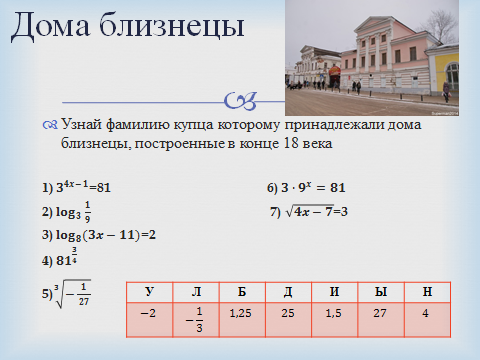 Дома близнецы
Узнай фамилию купца которому принадлежали дома
близнецы, построенные в конце 18 века
1) 3^{4x−1}=81
6) 3 · 9^x = 81
2) log₃ 1/9
7) √(4x − 7)=3
3) log₈(3x − 11)=2
4) 81^{3/4}
5) ∛(−1/27)
У Л Б Д И Ы Н
−2 −1/3 1,25 25 1,5 27 4